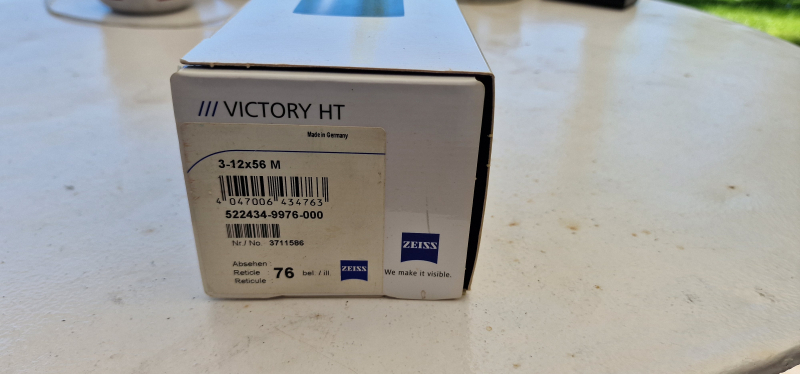 /// VICTORY HT
Made in Germany
3-12x56 M
4 047006 434763
522434-9976-000
Nr./No. 3711586
Absehen
Reticle 76 bel. / ill. ZEISS
Reticule
ZEISS
We make it visible.